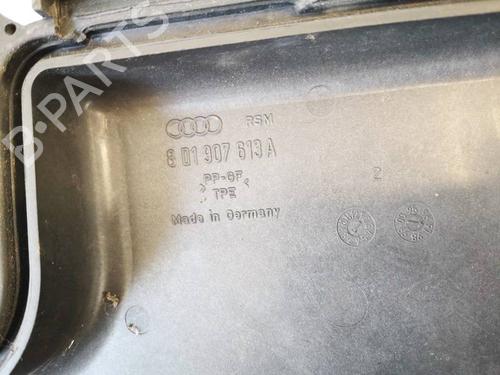 B-PARTS
RSM
8D1 907 613 A
PP-GF
TPE
2
Made in Germany